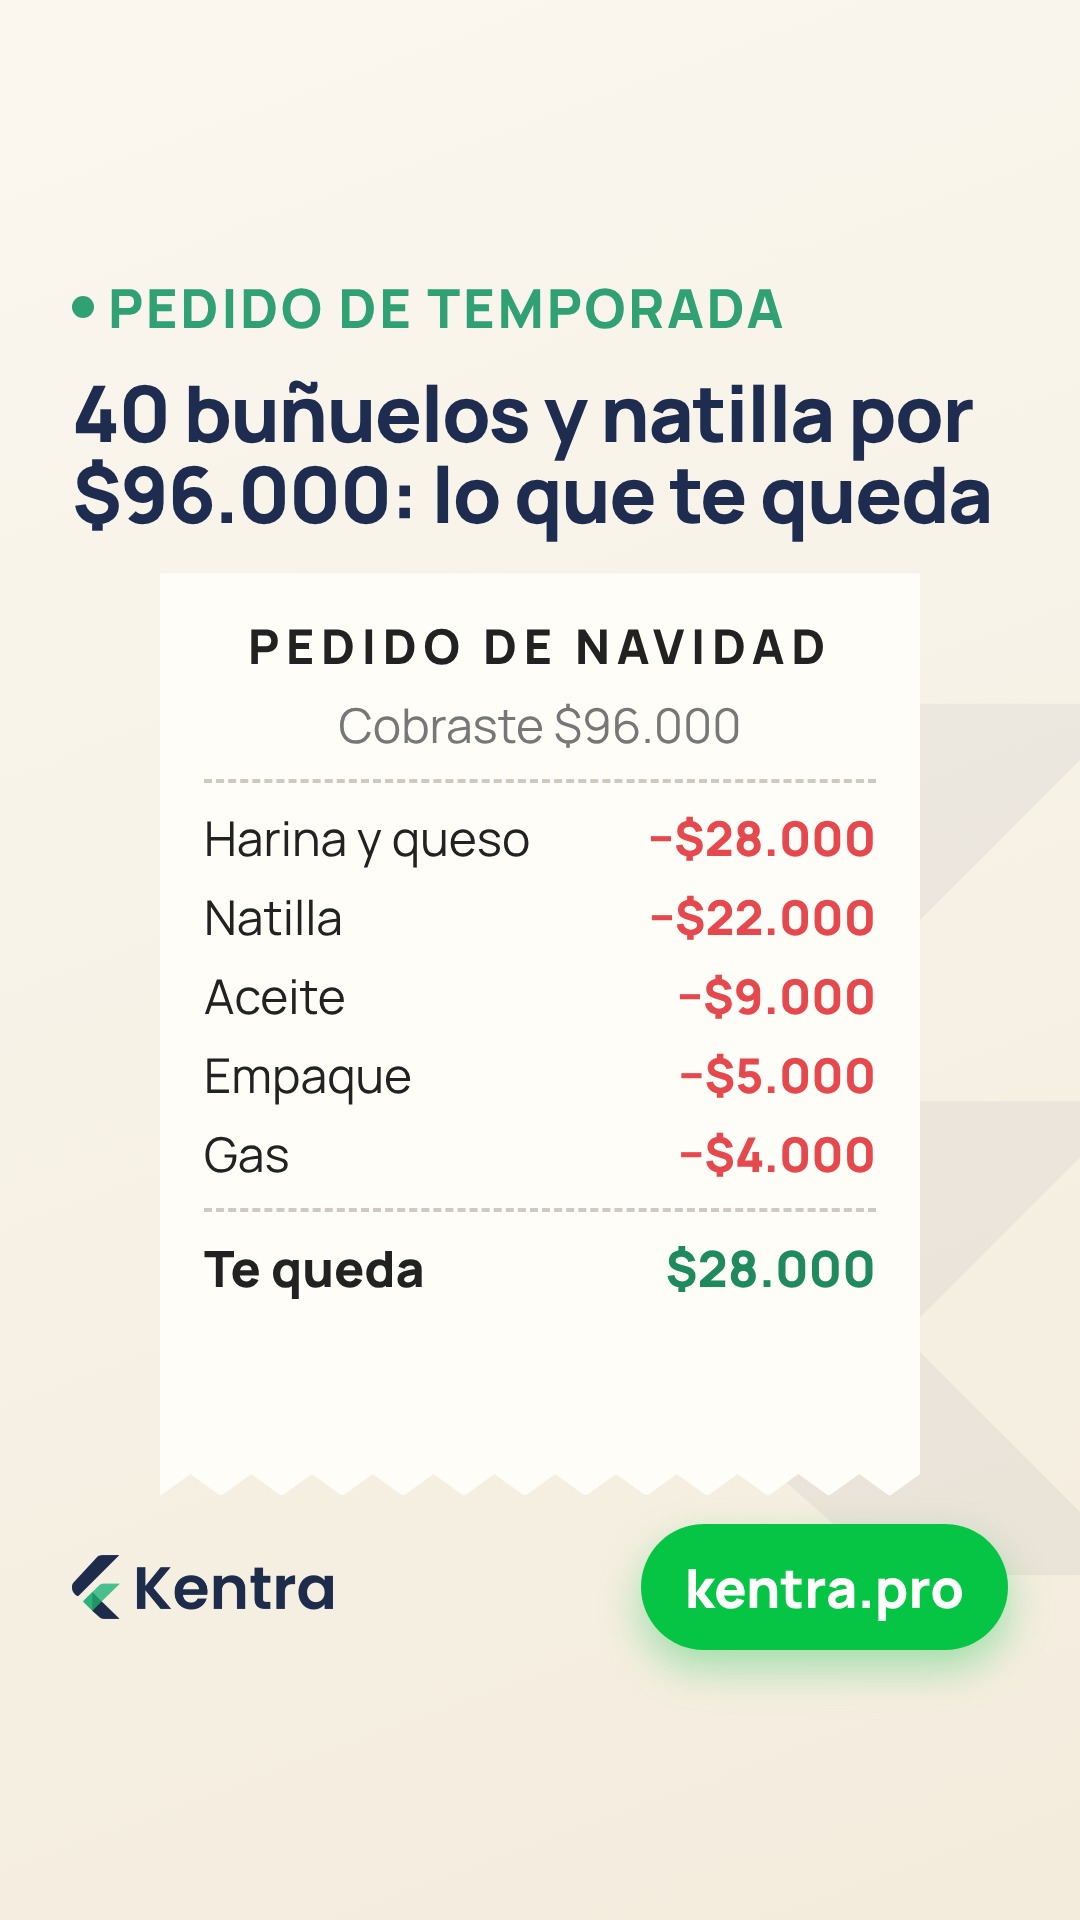 PEDIDO DE TEMPORADA
40 buñuelos y natilla por
$96.000: lo que te queda
PEDIDO DE NAVIDAD
Cobraste $96.000
Harina y queso −$28.000
Natilla −$22.000
Aceite −$9.000
Empaque −$5.000
Gas −$4.000
Te queda $28.000
Kentra
kentra.pro